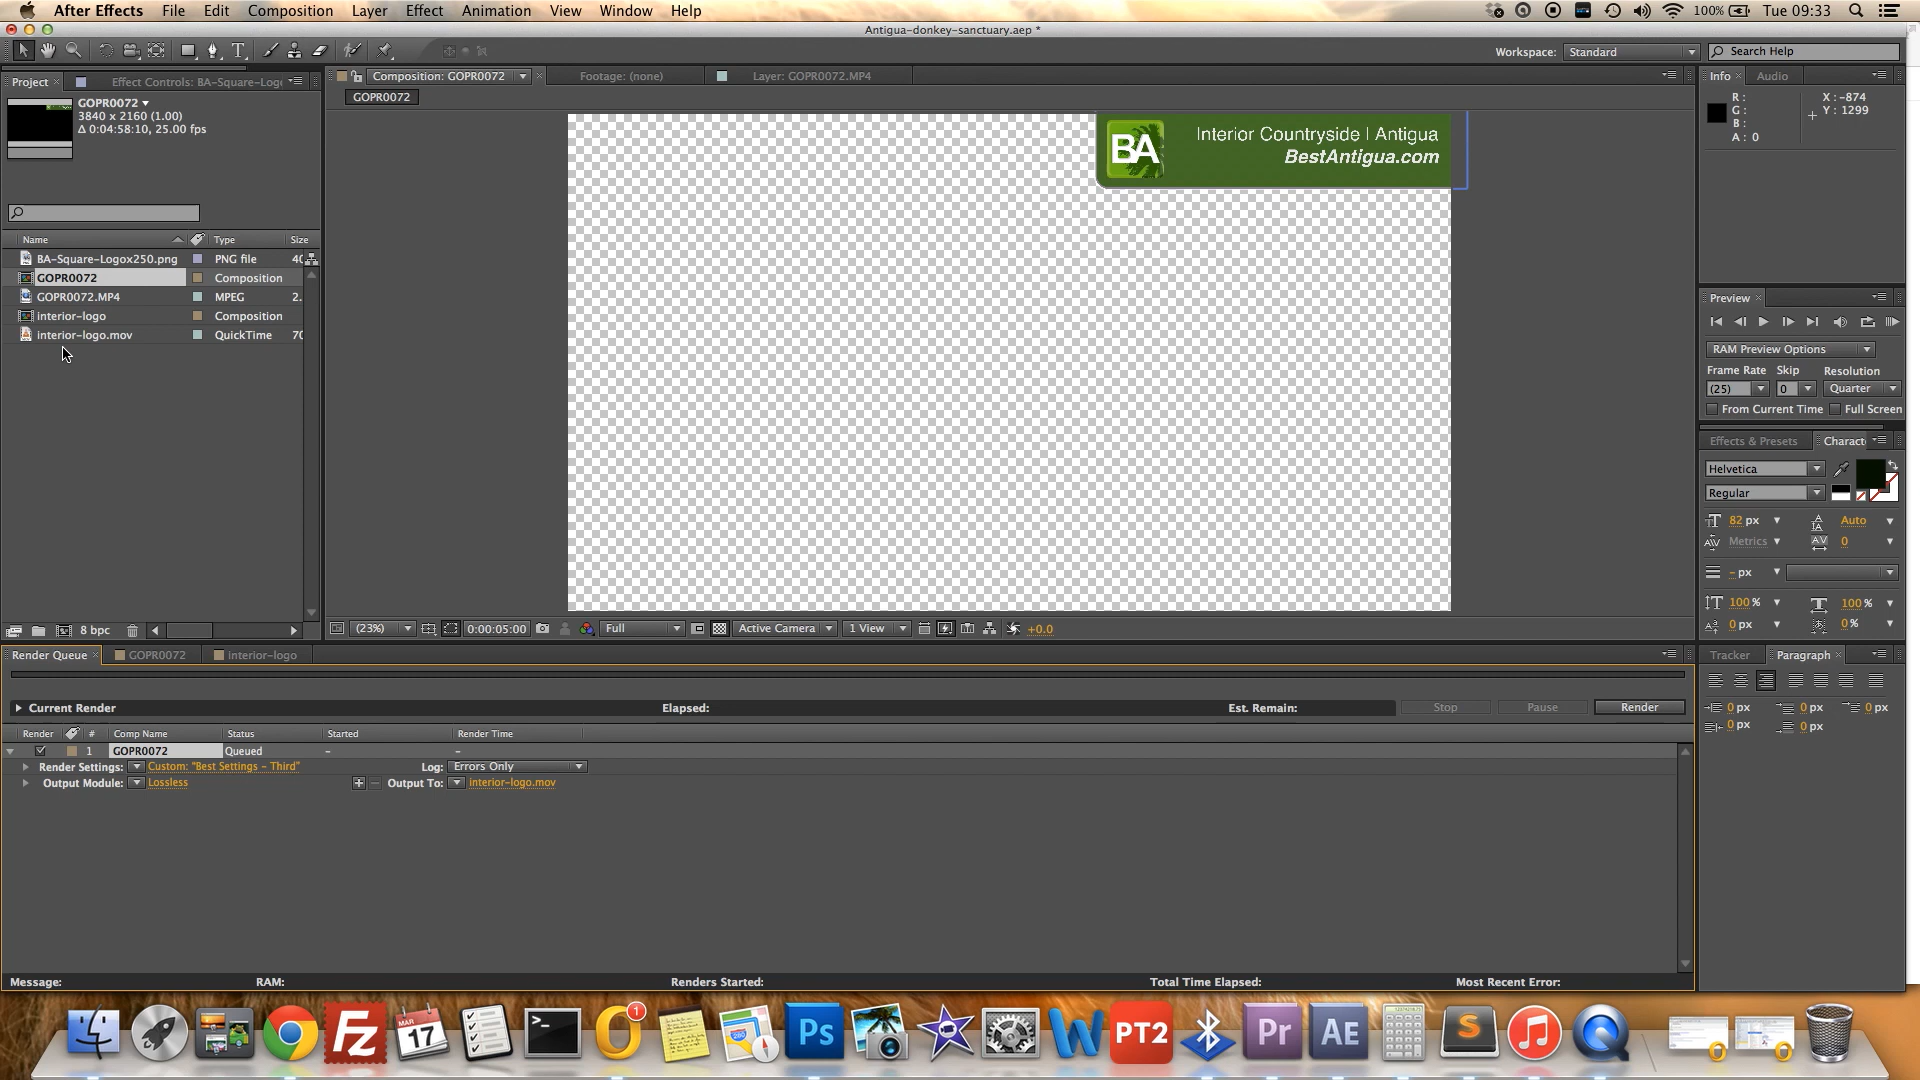 After Effects File Edit Composition Layer Effect Animation View Window Help 100% Tue 09:33
Antigua-donkey-sanctuary.aep *
Workspace: Standard Search Help
Project Effect Controls: BA-Square-Logo
Composition: GOPR0072 Footage: (none) Layer: GOPR0072.MP4
GOPR0072
GOPR0072
3840 x 2160 (1.00)
Δ 0:04:58:10, 25.00 fps
Name Type Size
BA-Square-Logox250.png PNG file 40
GOPR0072 Composition
GOPR0072.MP4 MPEG 2.
interior-logo Composition
interior-logo.mov QuickTime 70
8 bpc
BA
Interior Countryside | Antigua
BestAntigua.com
(23%) 0:00:05:00 Full Active Camera 1 View +0.0
Info Audio
R: X: -874
G: Y: 1299
B:
A: 0
Preview
RAM Preview Options
Frame Rate Skip Resolution
(25) 0 Quarter
From Current Time Full Screen
Effects & Presets Charact
Helvetica
Regular
82 px Auto
Metrics 0
- px
100 % 100 %
0 px 0 %
Tracker Paragraph
0 px 0 px 0 px
0 px 0 px
Render Queue GOPR0072 interior-logo
Current Render Elapsed: Est. Remain: Stop Pause Render
Render # Comp Name Status Started Render Time
1 GOPR0072 Queued - -
Render Settings: Custom: "Best Settings - Third" Log: Errors Only
Output Module: Lossless Output To: interior-logo.mov
Message: RAM: Renders Started: Total Time Elapsed: Most Recent Error:
Fz
MAR
17
1
Ps
W
PT2
Pr
AE
S